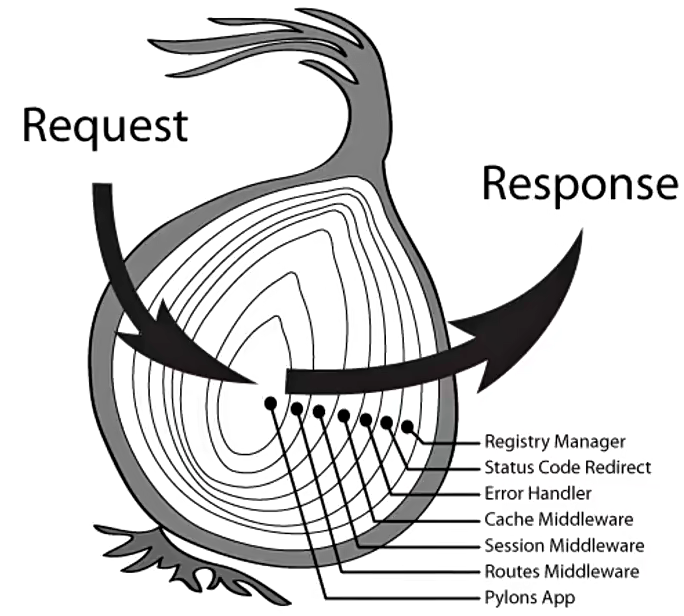 Request
Response
Registry Manager
Status Code Redirect
Error Handler
Cache Middleware
Session Middleware
Routes Middleware
Pylons App